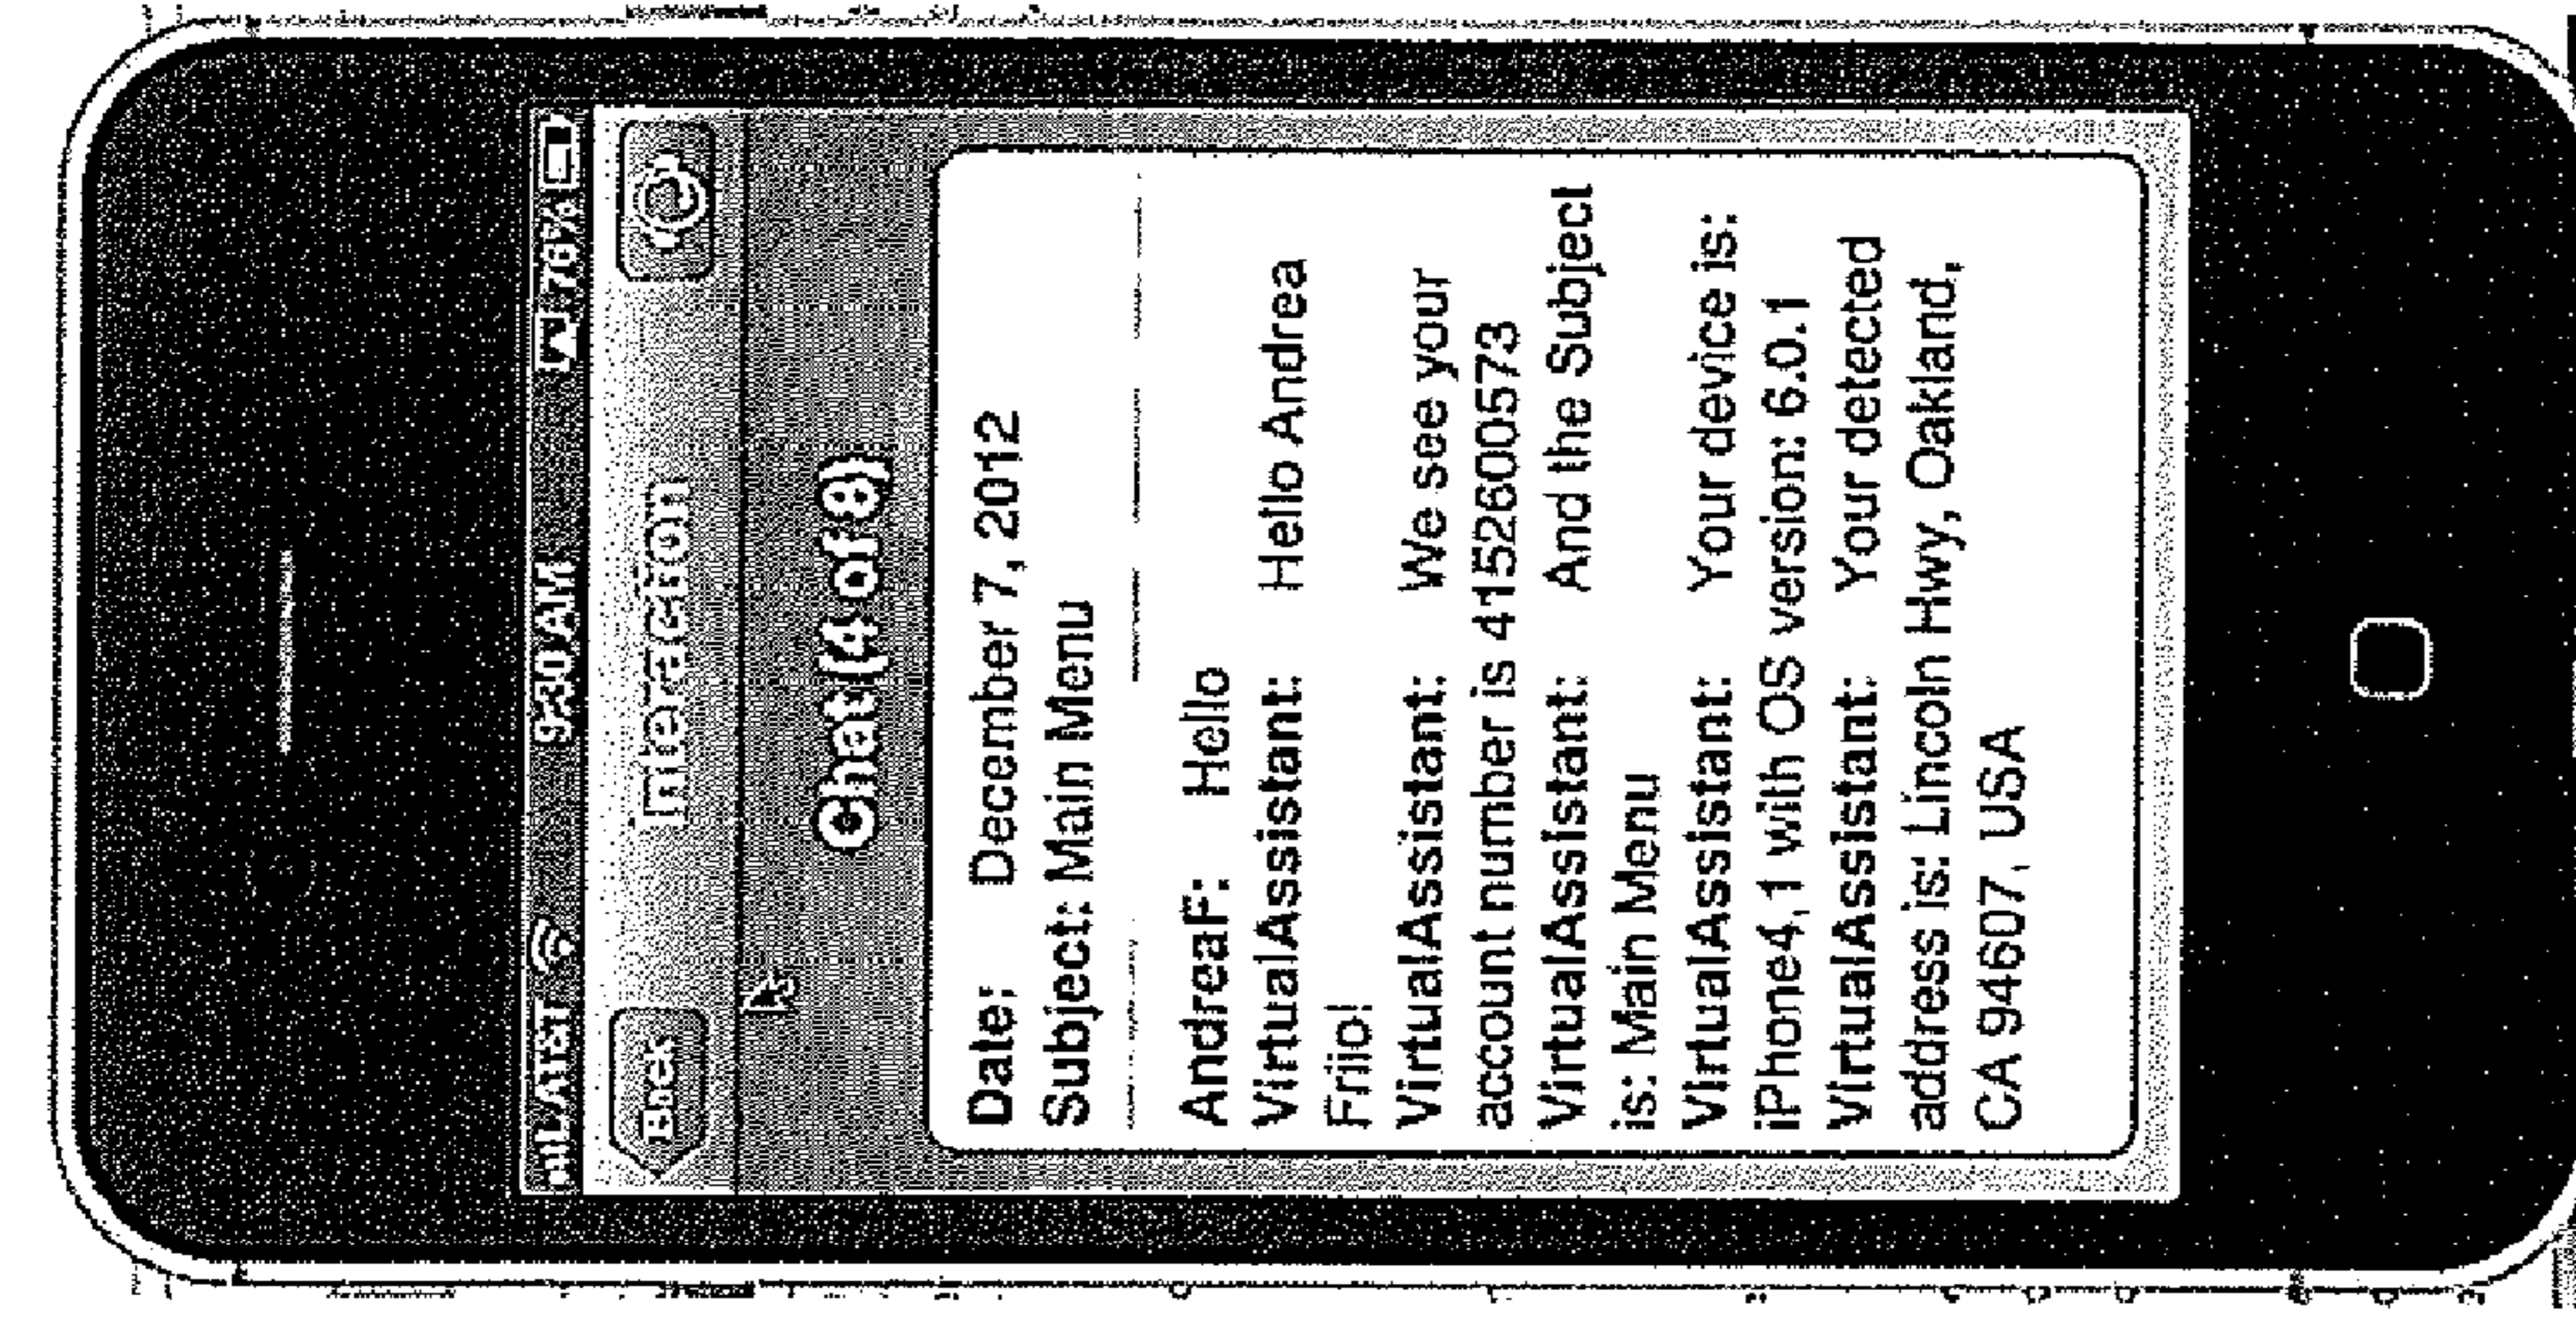 AT&T 9:20 AM 76%
Back Interaction
Chat (4 of 8)
Date: December 7, 2012
Subject: Main Menu
AndreaF: Hello
VirtualAssistant: Hello Andrea
Friio!
VirtualAssistant: We see your
account number is 4152600573
VirtualAssistant: And the Subject
is: Main Menu
VirtualAssistant: Your device is:
iPhone4,1 with OS version: 6.0.1
VirtualAssistant: Your detected
address is: Lincoln Hwy, Oakland,
CA 94607, USA